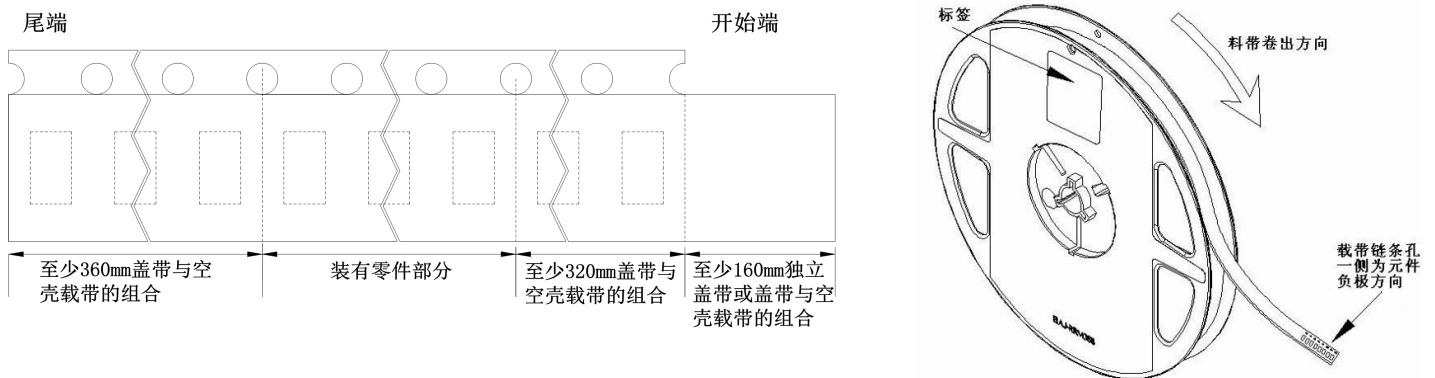 尾端
开始端
至少360mm盖带与空
壳载带的组合
装有零件部分
至少320mm盖带与
空壳载带的组合
至少160mm独立
盖带或盖带与空
壳载带的组合
标签
料带卷出方向
载带链条孔
一侧为元件
负极方向